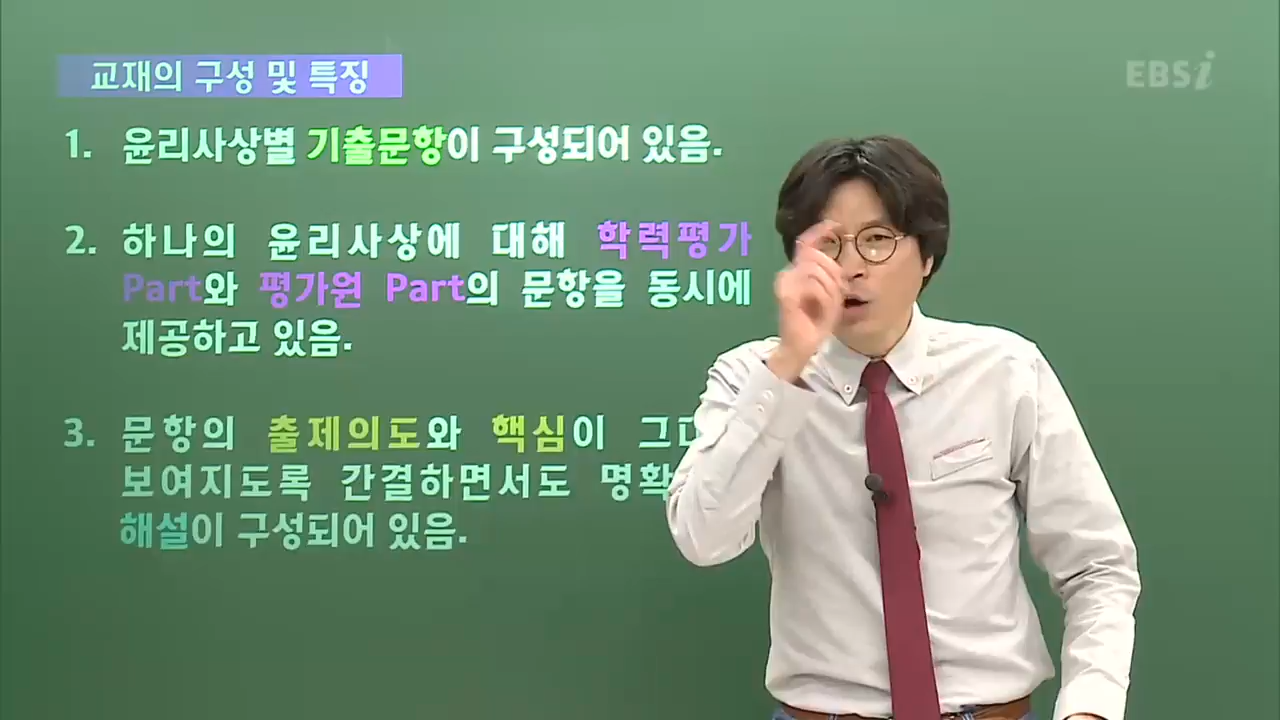 교재의 구성 및 특징
EBSi
1. 윤리사상별 기출문항이 구성되어 있음.
2. 하나의 윤리사상에 대해 학력평가
Part와 평가원 Part의 문항을 동시에
제공하고 있음.
3. 문항의 출제의도와 핵심이
보여지도록 간결하면서도
해설이 구성되어 있음.